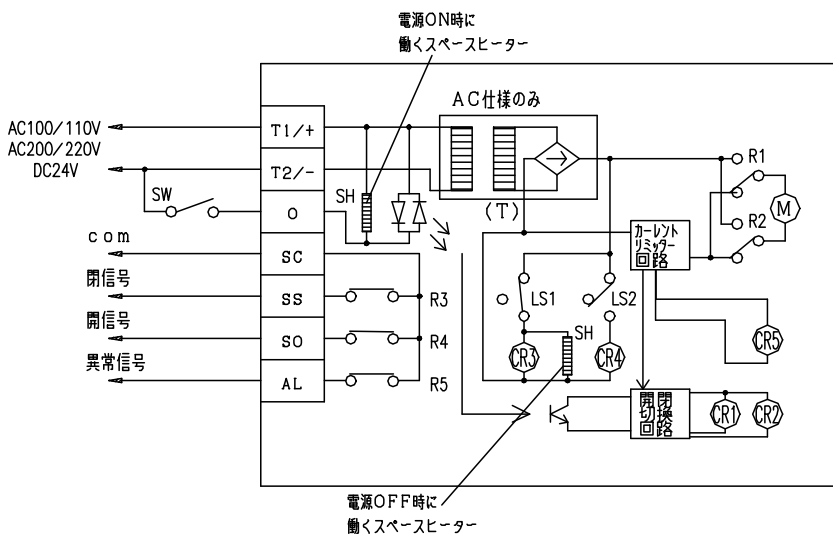 電源ON時に
働くスペースヒーター
AC仕様のみ
AC100/110V
AC200/220V
DC24V
T1/+
T2/-
SW
O
SH
(T)
R1
M
R2
com
SC
カーレント
リミッター
回路
閉信号
SS
R3
LS1
LS2
開信号
SO
R4
SH
CR3
CR4
CR5
異常信号
AL
R5
開閉
切換
回路
CR1
CR2
電源OFF時に
働くスペースヒーター